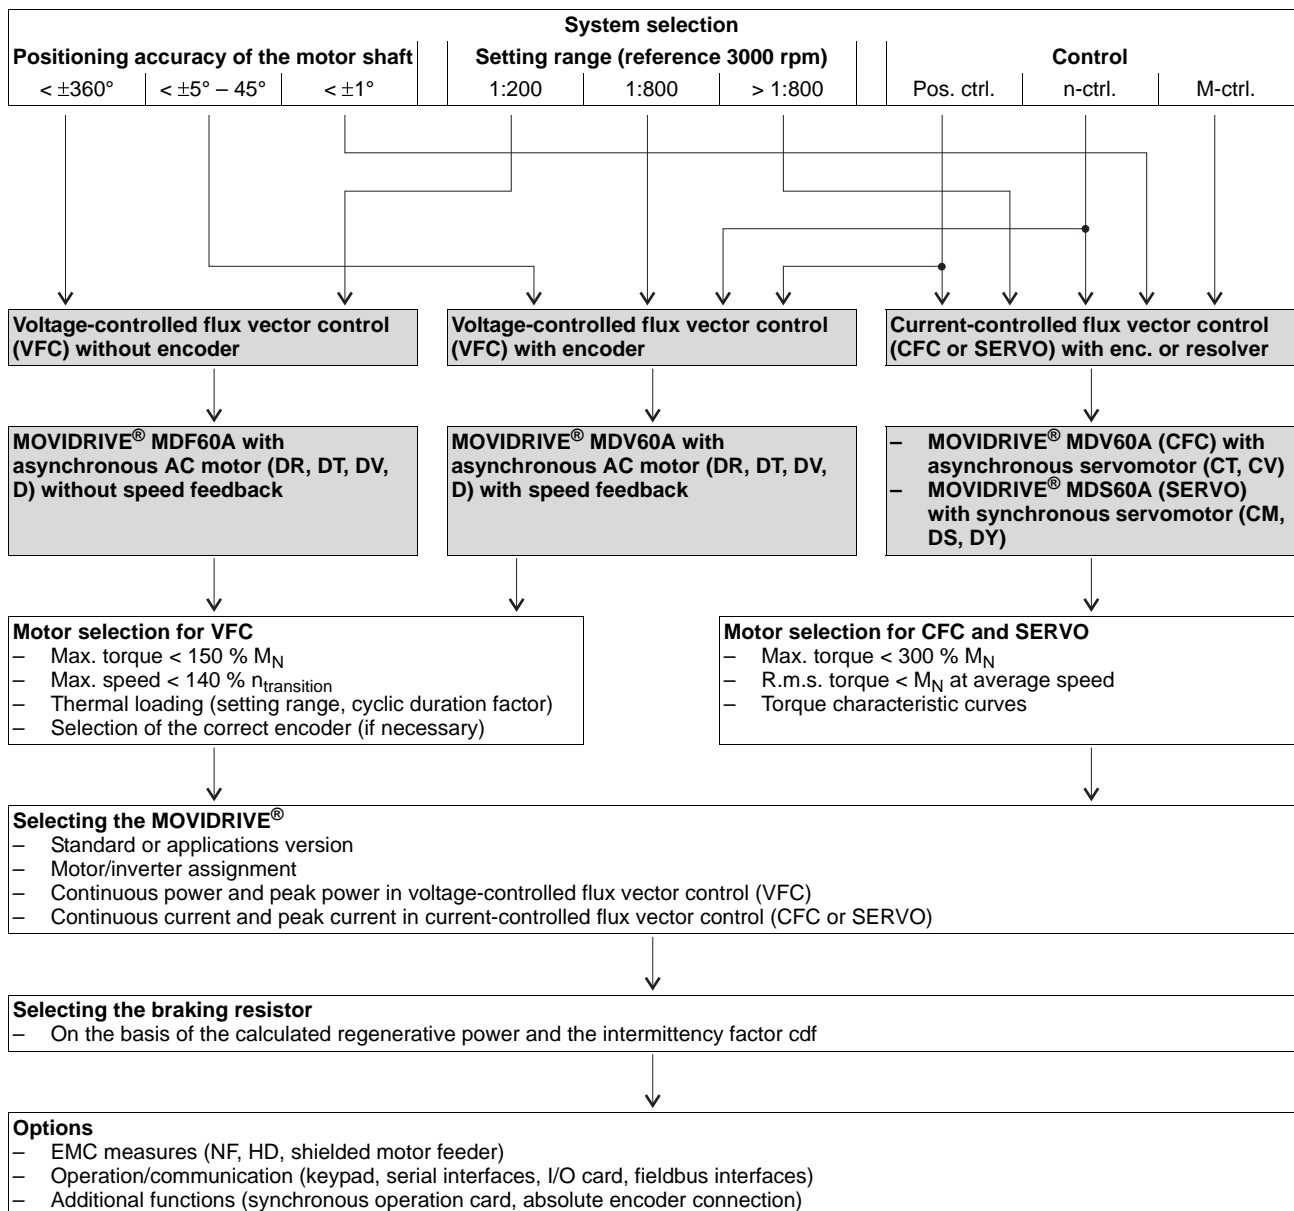 System selection
Positioning accuracy of the motor shaft
Setting range (reference 3000 rpm)
Control
< ±360°
< ±5° – 45°
< ±1°
1:200
1:800
> 1:800
Pos. ctrl.
n-ctrl.
M-ctrl.
Voltage-controlled flux vector control
(VFC) without encoder
Voltage-controlled flux vector control
(VFC) with encoder
Current-controlled flux vector control
(CFC or SERVO) with enc. or resolver
MOVIDRIVE® MDF60A with
asynchronous AC motor (DR, DT, DV,
D) without speed feedback
MOVIDRIVE® MDV60A with
asynchronous AC motor (DR, DT, DV,
D) with speed feedback
– MOVIDRIVE® MDV60A (CFC) with
asynchronous servomotor (CT, CV)
– MOVIDRIVE® MDS60A (SERVO)
with synchronous servomotor (CM,
DS, DY)
Motor selection for VFC
– Max. torque < 150 % M_N
– Max. speed < 140 % n_transition
– Thermal loading (setting range, cyclic duration factor)
– Selection of the correct encoder (if necessary)
Motor selection for CFC and SERVO
– Max. torque < 300 % M_N
– R.m.s. torque < M_N at average speed
– Torque characteristic curves
Selecting the MOVIDRIVE®
– Standard or applications version
– Motor/inverter assignment
– Continuous power and peak power in voltage-controlled flux vector control (VFC)
– Continuous current and peak current in current-controlled flux vector control (CFC or SERVO)
Selecting the braking resistor
– On the basis of the calculated regenerative power and the intermittency factor cdf
Options
– EMC measures (NF, HD, shielded motor feeder)
– Operation/communication (keypad, serial interfaces, I/O card, fieldbus interfaces)
– Additional functions (synchronous operation card, absolute encoder connection)